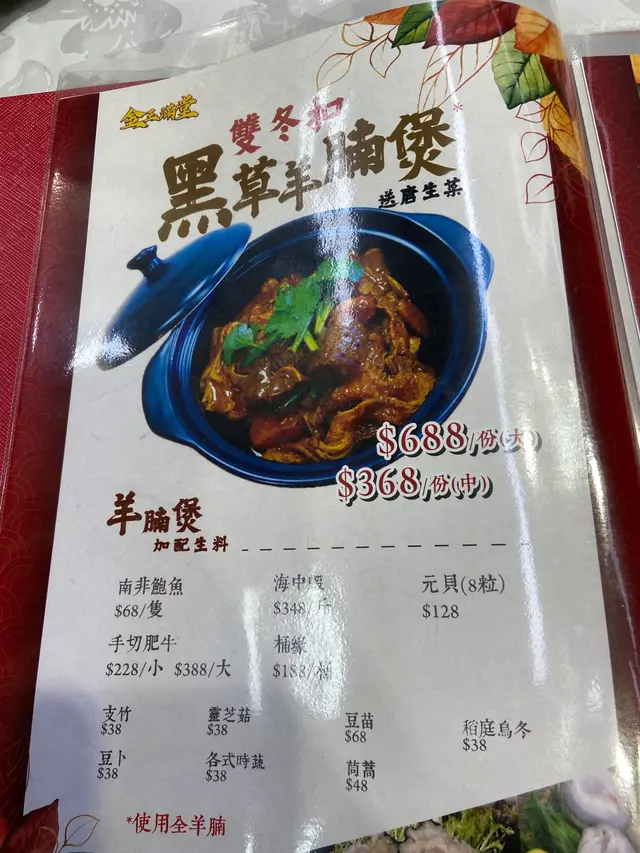 金玉滿堂
雙冬扣
黑草羊腩煲*
送唐生菜
$688/份(大)
$368/份(中)
羊腩煲
加配生料
南非鮑魚
$68/隻
海中蝦
$348/斤
元貝(8粒)
$128
手切肥牛
$228/小 $388/大
桶蠔
$188/桶
支竹
$38
靈芝菇
$38
豆苗
$68
稻庭烏冬
$38
豆卜
$38
各式時蔬
$38
茼蒿
$48
*使用全羊腩